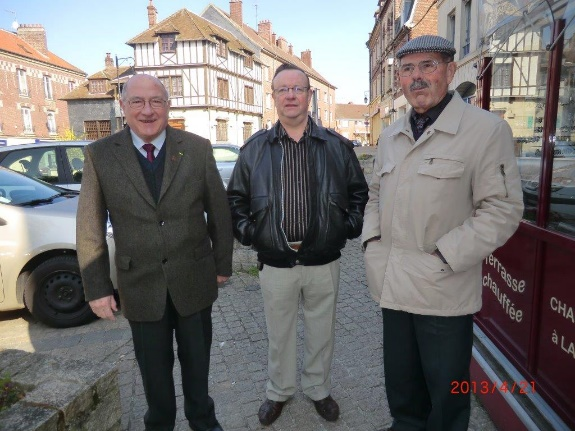 Terrasse
chauffée
CHA
à LA
2013/4/21